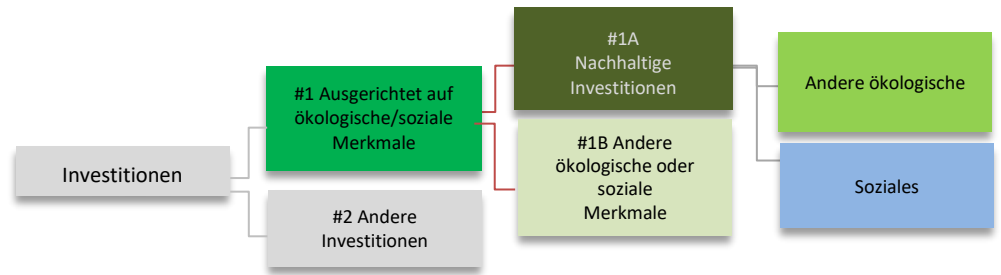 Investitionen
#1 Ausgerichtet auf
ökologische/soziale
Merkmale
#2 Andere
Investitionen
#1A
Nachhaltige
Investitionen
#1B Andere
ökologische oder
soziale
Merkmale
Andere ökologische
Soziales